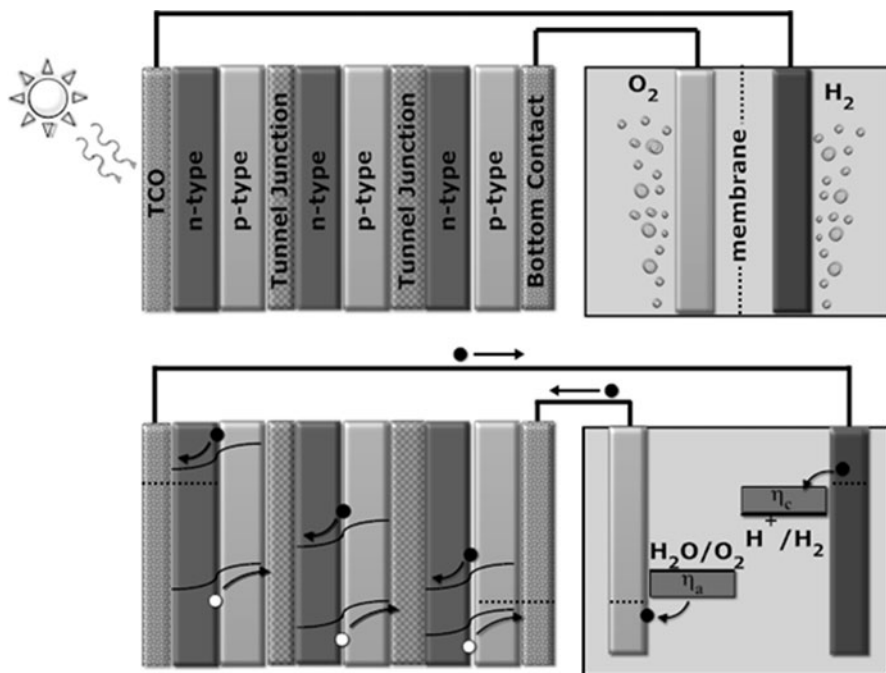 TCO
n-type
p-type
Tunnel Junction
n-type
p-type
Tunnel Junction
n-type
p-type
Bottom Contact
O₂
membrane
H₂
ηc
H⁺/H₂
H₂O/O₂
ηa